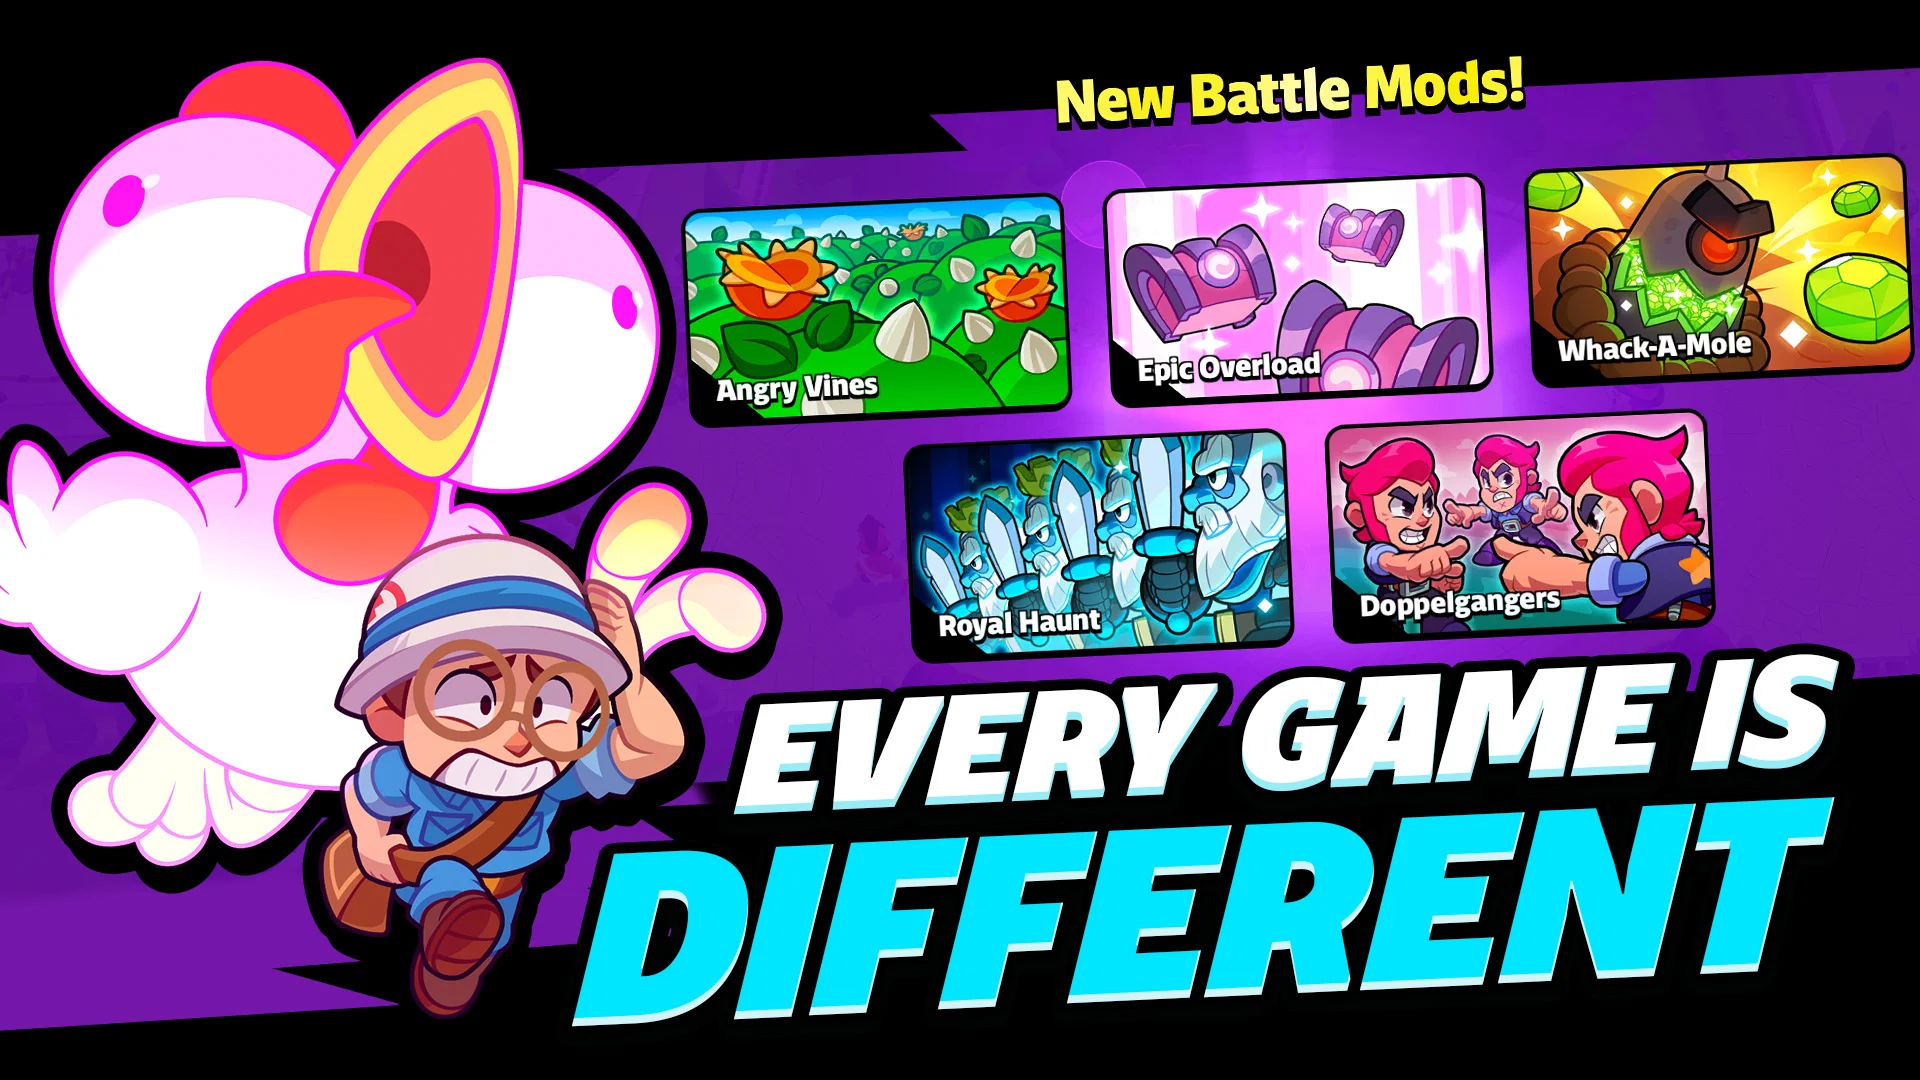 New Battle Mods!
Angry Vines
Epic Overload
Whack-A-Mole
Royal Haunt
Doppelgangers
EVERY GAME IS
DIFFERENT